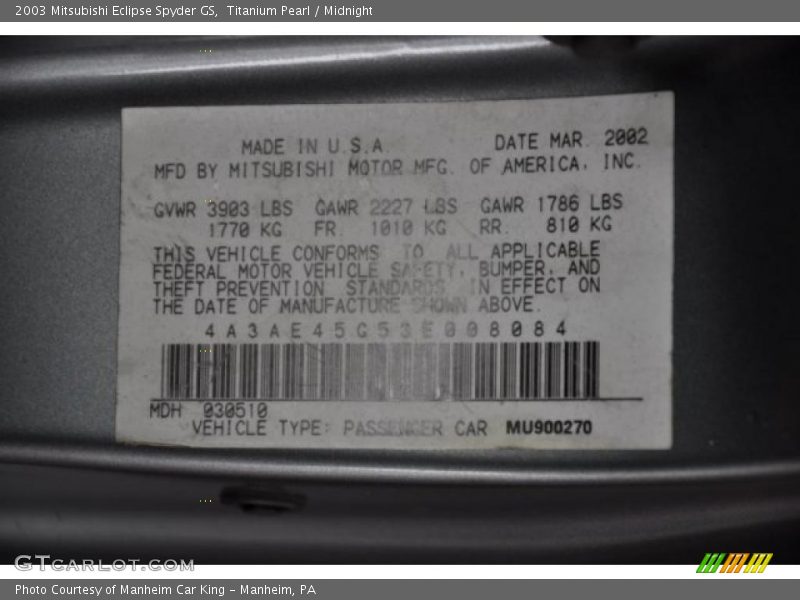 2003 Mitsubishi Eclipse Spyder GS,  Titanium Pearl / Midnight
MADE IN U.S.A.   DATE MAR. 2002
MFD BY MITSUBISHI MOTOR MFG. OF AMERICA, INC.
GVWR 3903 LBS  GAWR 2227 LBS  GAWR 1786 LBS
1770 KG  FR.  1010 KG  RR.  810 KG
THIS VEHICLE CONFORMS TO ALL APPLICABLE
FEDERAL MOTOR VEHICLE SAFETY, BUMPER, AND
THEFT PREVENTION STANDARDS IN EFFECT ON
THE DATE OF MANUFACTURE SHOWN ABOVE.
4A3AE45G53E008084
MDH  030510
VEHICLE TYPE: PASSENGER CAR  MU900270
GTCARLOT.COM
Photo Courtesy of Manheim Car King - Manheim, PA